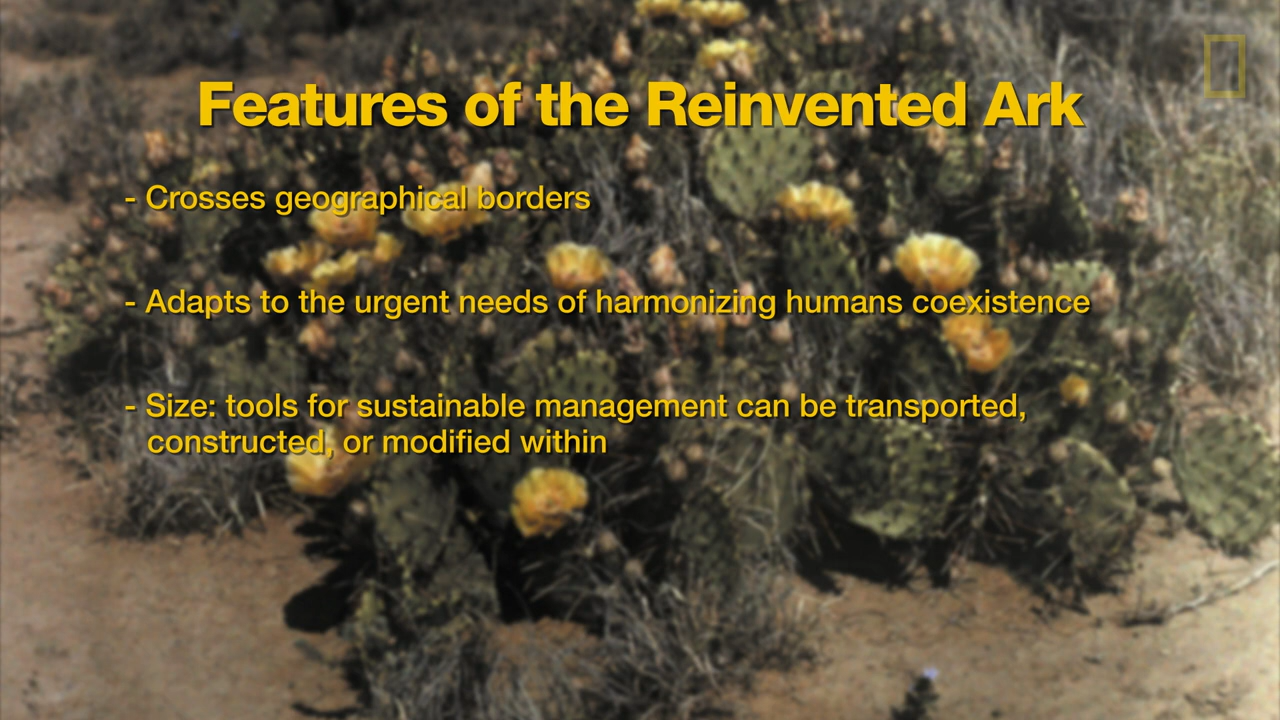 Features of the Reinvented Ark
- Crosses geographical borders
- Adapts to the urgent needs of harmonizing humans coexistence
- Size: tools for sustainable management can be transported,
constructed, or modified within